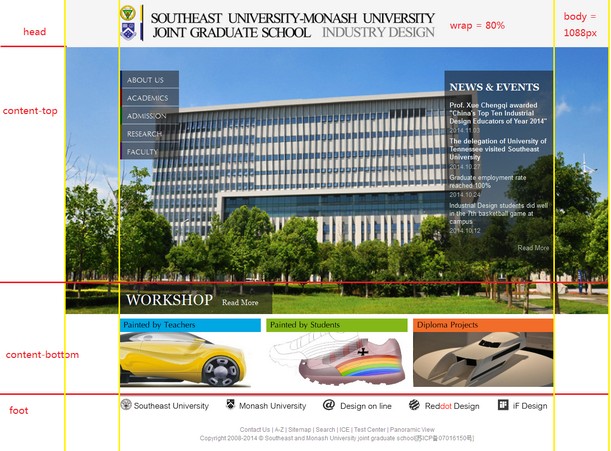 head
SOUTHEAST UNIVERSITY-MONASH UNIVERSITY
JOINT GRADUATE SCHOOL INDUSTRY DESIGN
wrap = 80%
body =
1088px
content-top
ABOUT US
ACADEMICS
ADMISSION
RESEARCH
FACULTY
NEWS & EVENTS
Prof. Xue Chengqi awarded
"China's Top Ten Industrial
Design Educators of Year 2014"
2014.11.03
The delegation of University of
Tennessee visited Southeast
University
2014.10.27
Graduate employment rate
reached 100%
2014.10.24
Industrial Design students did well
in the 7th basketball game at
campus
2014.10.12
Read More
WORKSHOP Read More
content-bottom
Painted by Teachers
Painted by Students
Diploma Projects
foot
Southeast University
Monash University
Design on line
Reddot Design
iF Design
Contact Us | A-Z | Sitemap | Search | ICE | Test Center | Panoramic View
Copyright 2008-2014 © Southeast and Monash University joint graduate school[苏ICP备07016150号]